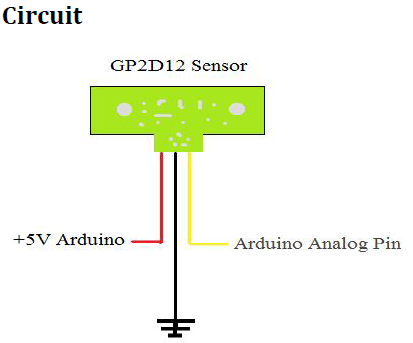 Circuit
GP2D12 Sensor
+5V Arduino
Arduino Analog Pin